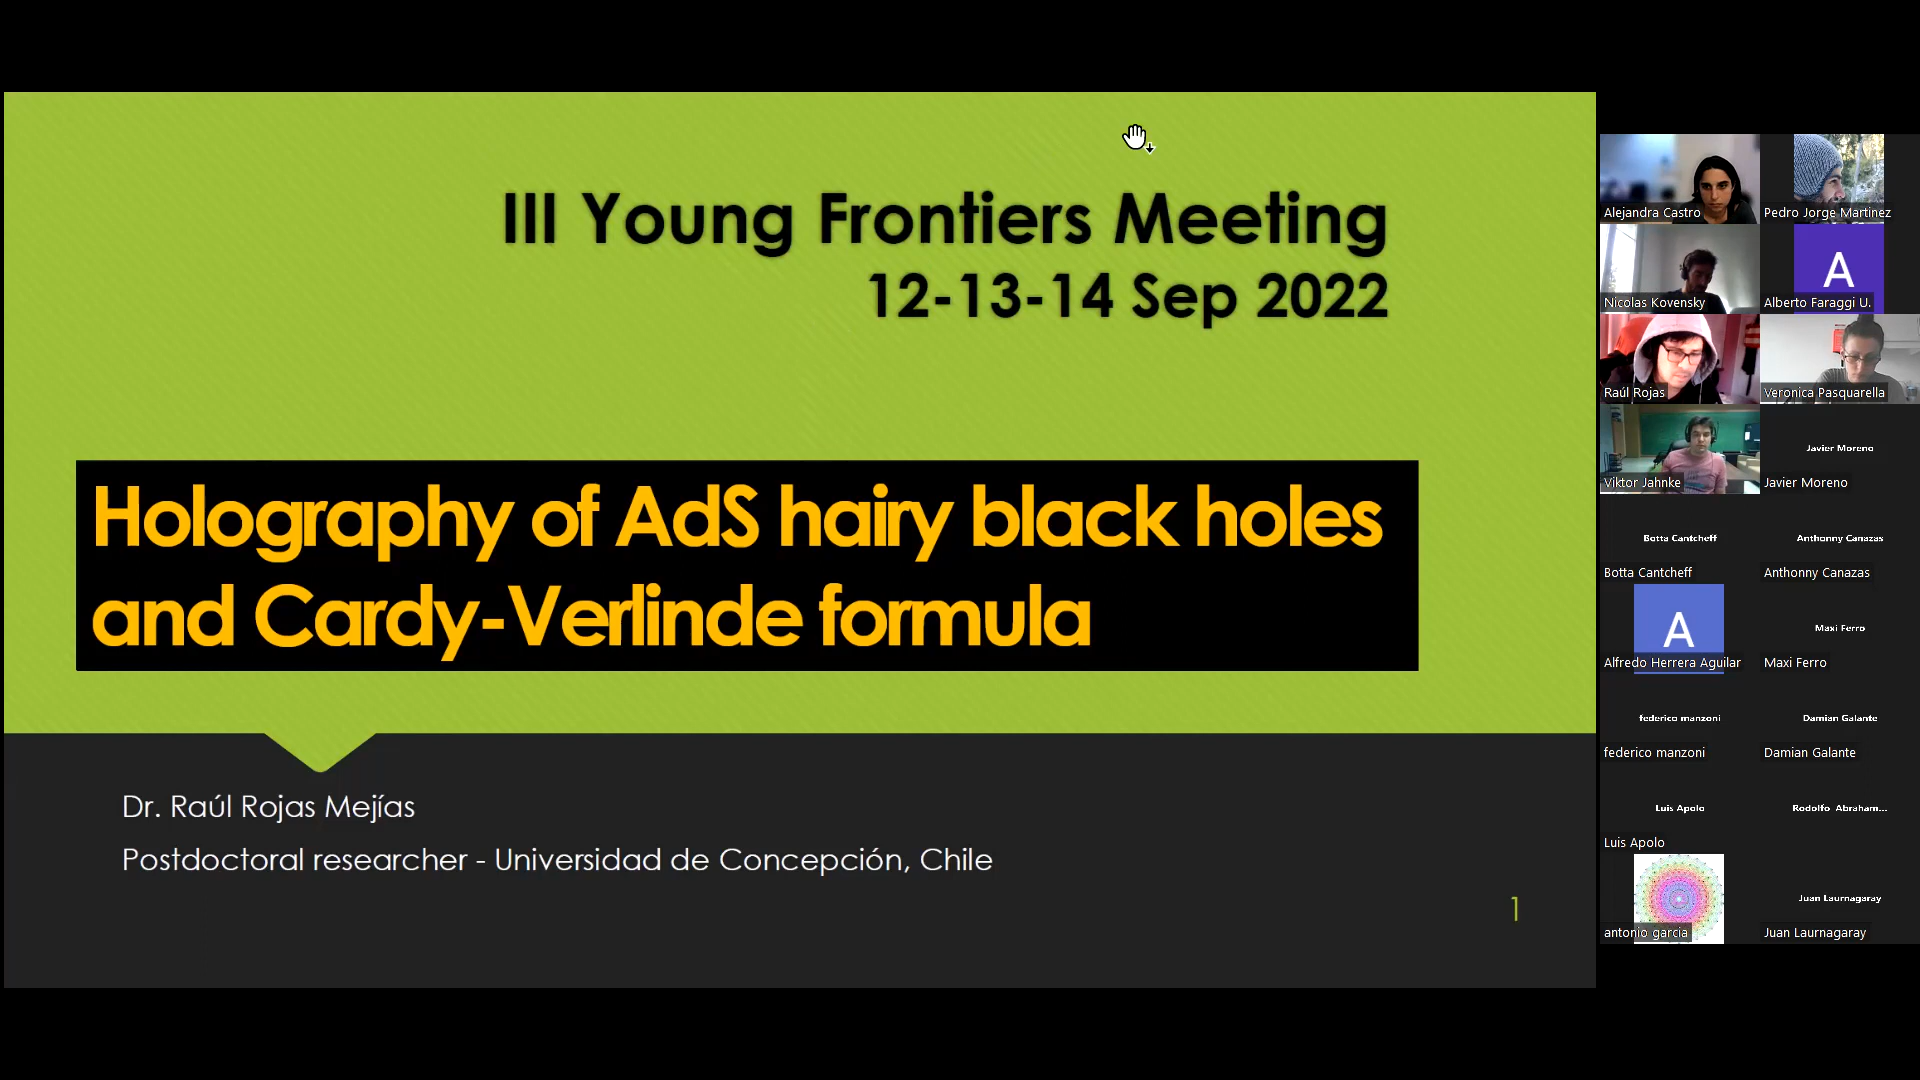 III Young Frontiers Meeting
12-13-14 Sep 2022
Holography of AdS hairy black holes
and Cardy-Verlinde formula
Dr. Raúl Rojas Mejías
Postdoctoral researcher - Universidad de Concepción, Chile
1
Alejandra Castro
Pedro Jorge Martinez
Nicolas Kovensky
A
Alberto Faraggi U.
Raúl Rojas
Veronica Pasquarella
Viktor Jahnke
Javier Moreno
Javier Moreno
Botta Cantcheff
Botta Cantcheff
Anthonny Canazas
Anthonny Canazas
A
Alfredo Herrera Aguilar
Maxi Ferro
Maxi Ferro
federico manzoni
federico manzoni
Damian Galante
Damian Galante
Luis Apolo
Luis Apolo
Rodolfo Abraham...
antonio garcia
Juan Laurnagaray
Juan Laurnagaray